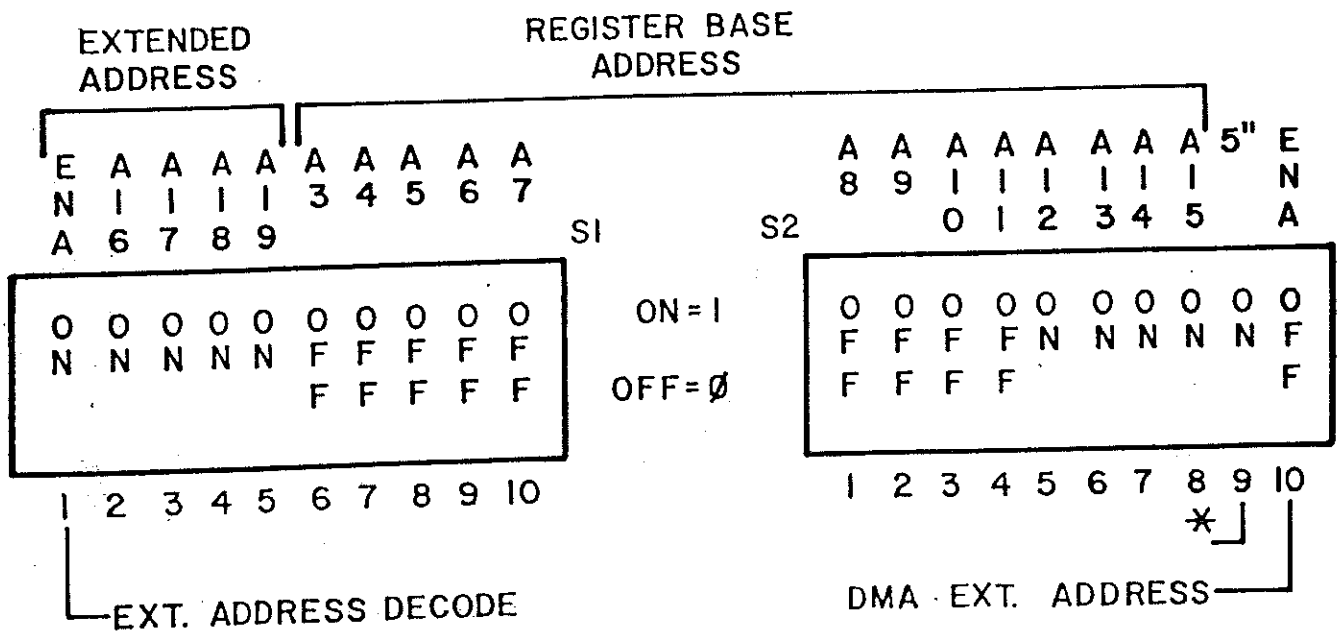 EXTENDED
ADDRESS
REGISTER BASE
ADDRESS
E A A A A A A A A A
N 1 1 1 1 3 4 5 6 7
A 6 7 8 9
A A A A A A A A 5" E
8 9 1 1 1 1 1 1 N
0 1 2 3 4 5 A
S1 S2
O O O O O O O O O O
N N N N N F F F F F
F F F F F
ON = 1
OFF = Ø
O O O O O O O O O O
F F F F N N N N N F
F F F F F
1 2 3 4 5 6 7 8 9 10
1 2 3 4 5 6 7 8 9 10
*
EXT. ADDRESS DECODE
DMA EXT. ADDRESS